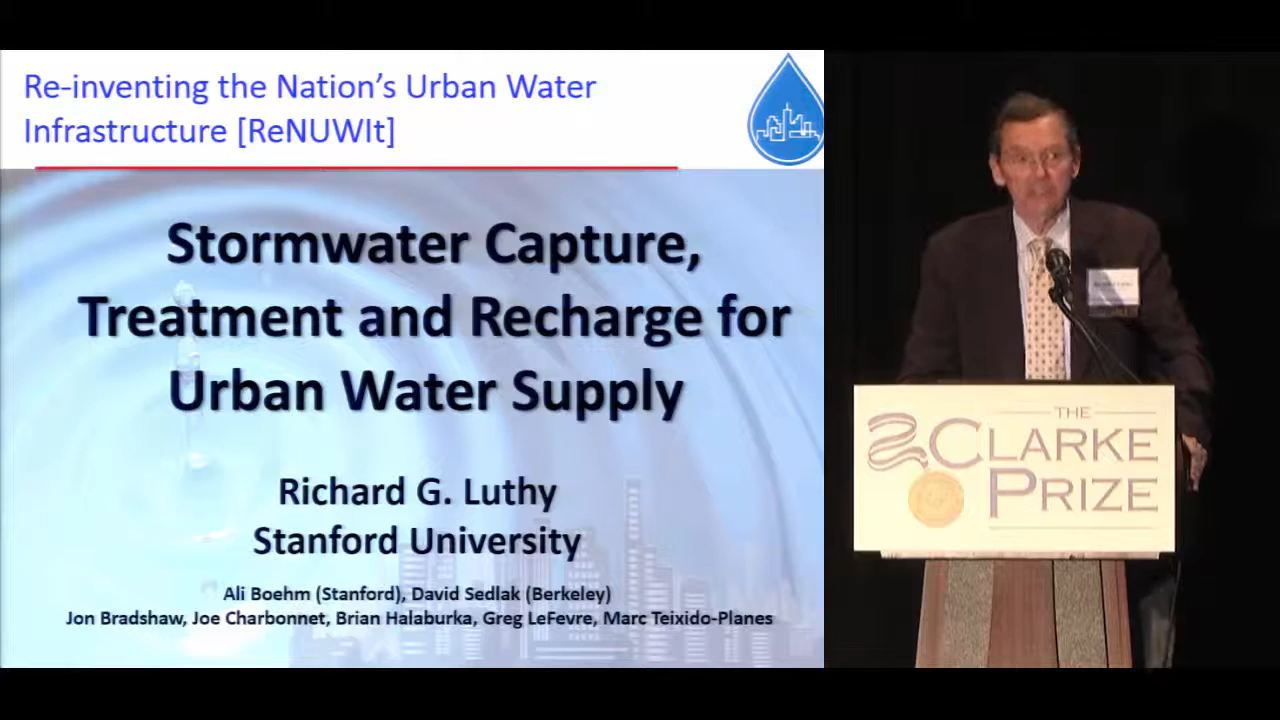 Re-inventing the Nation's Urban Water
Infrastructure [ReNUWIt]
Stormwater Capture,
Treatment and Recharge for
Urban Water Supply
Richard G. Luthy
Stanford University
Ali Boehm (Stanford), David Sedlak (Berkeley)
Jon Bradshaw, Joe Charbonnet, Brian Halaburka, Greg LeFevre, Marc Teixido-Planes
THE
CLARKE
PRIZE